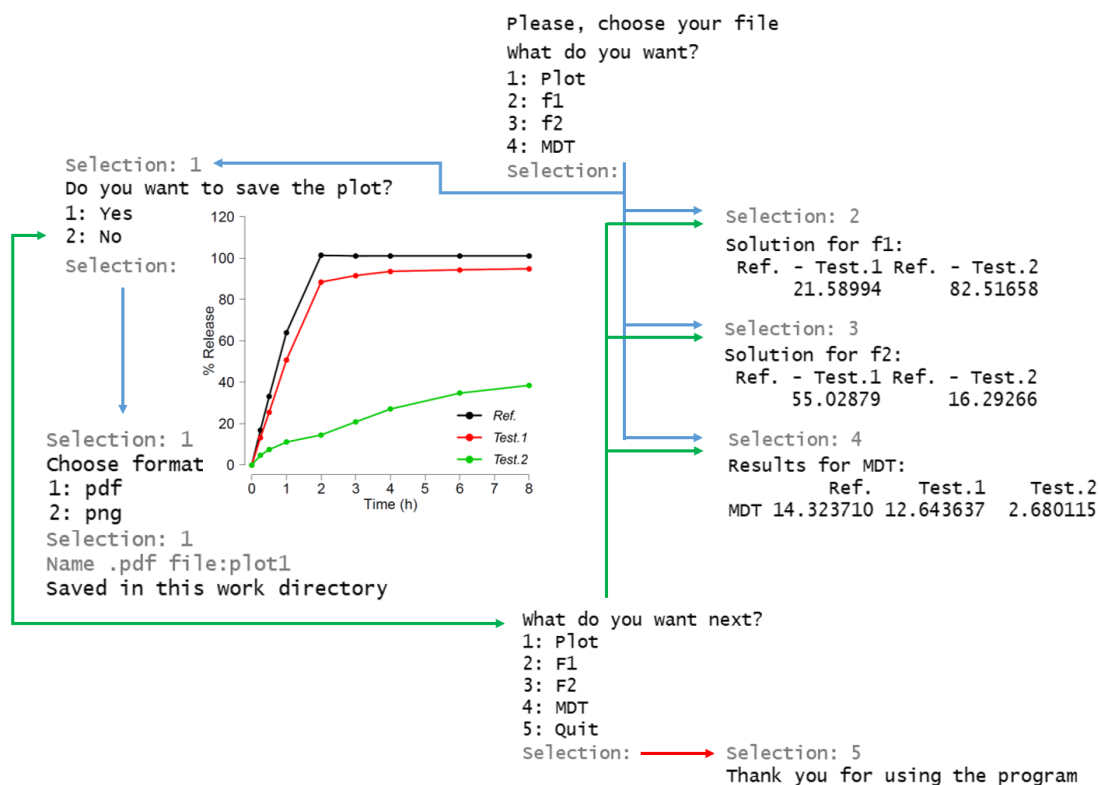 Please, choose your file
What do you want?
1: Plot
2: f1
3: f2
4: MDT
Selection:
Selection: 1
Do you want to save the plot?
1: Yes
2: No
Selection:
120
100
80
60
40
20
0
% Release
0
1
2
3
4
5
6
7
8
Time (h)
Ref.
Test.1
Test.2
Selection: 1
Choose format
1: pdf
2: png
Selection: 1
Name .pdf file:plot1
Saved in this work directory
Selection: 2
Solution for f1:
Ref. - Test.1 Ref. - Test.2
21.58994 82.51658
Selection: 3
Solution for f2:
Ref. - Test.1 Ref. - Test.2
55.02879 16.29266
Selection: 4
Results for MDT:
Ref. Test.1 Test.2
MDT 14.323710 12.643637 2.680115
What do you want next?
1: Plot
2: F1
3: F2
4: MDT
5: Quit
Selection:
Selection: 5
Thank you for using the program